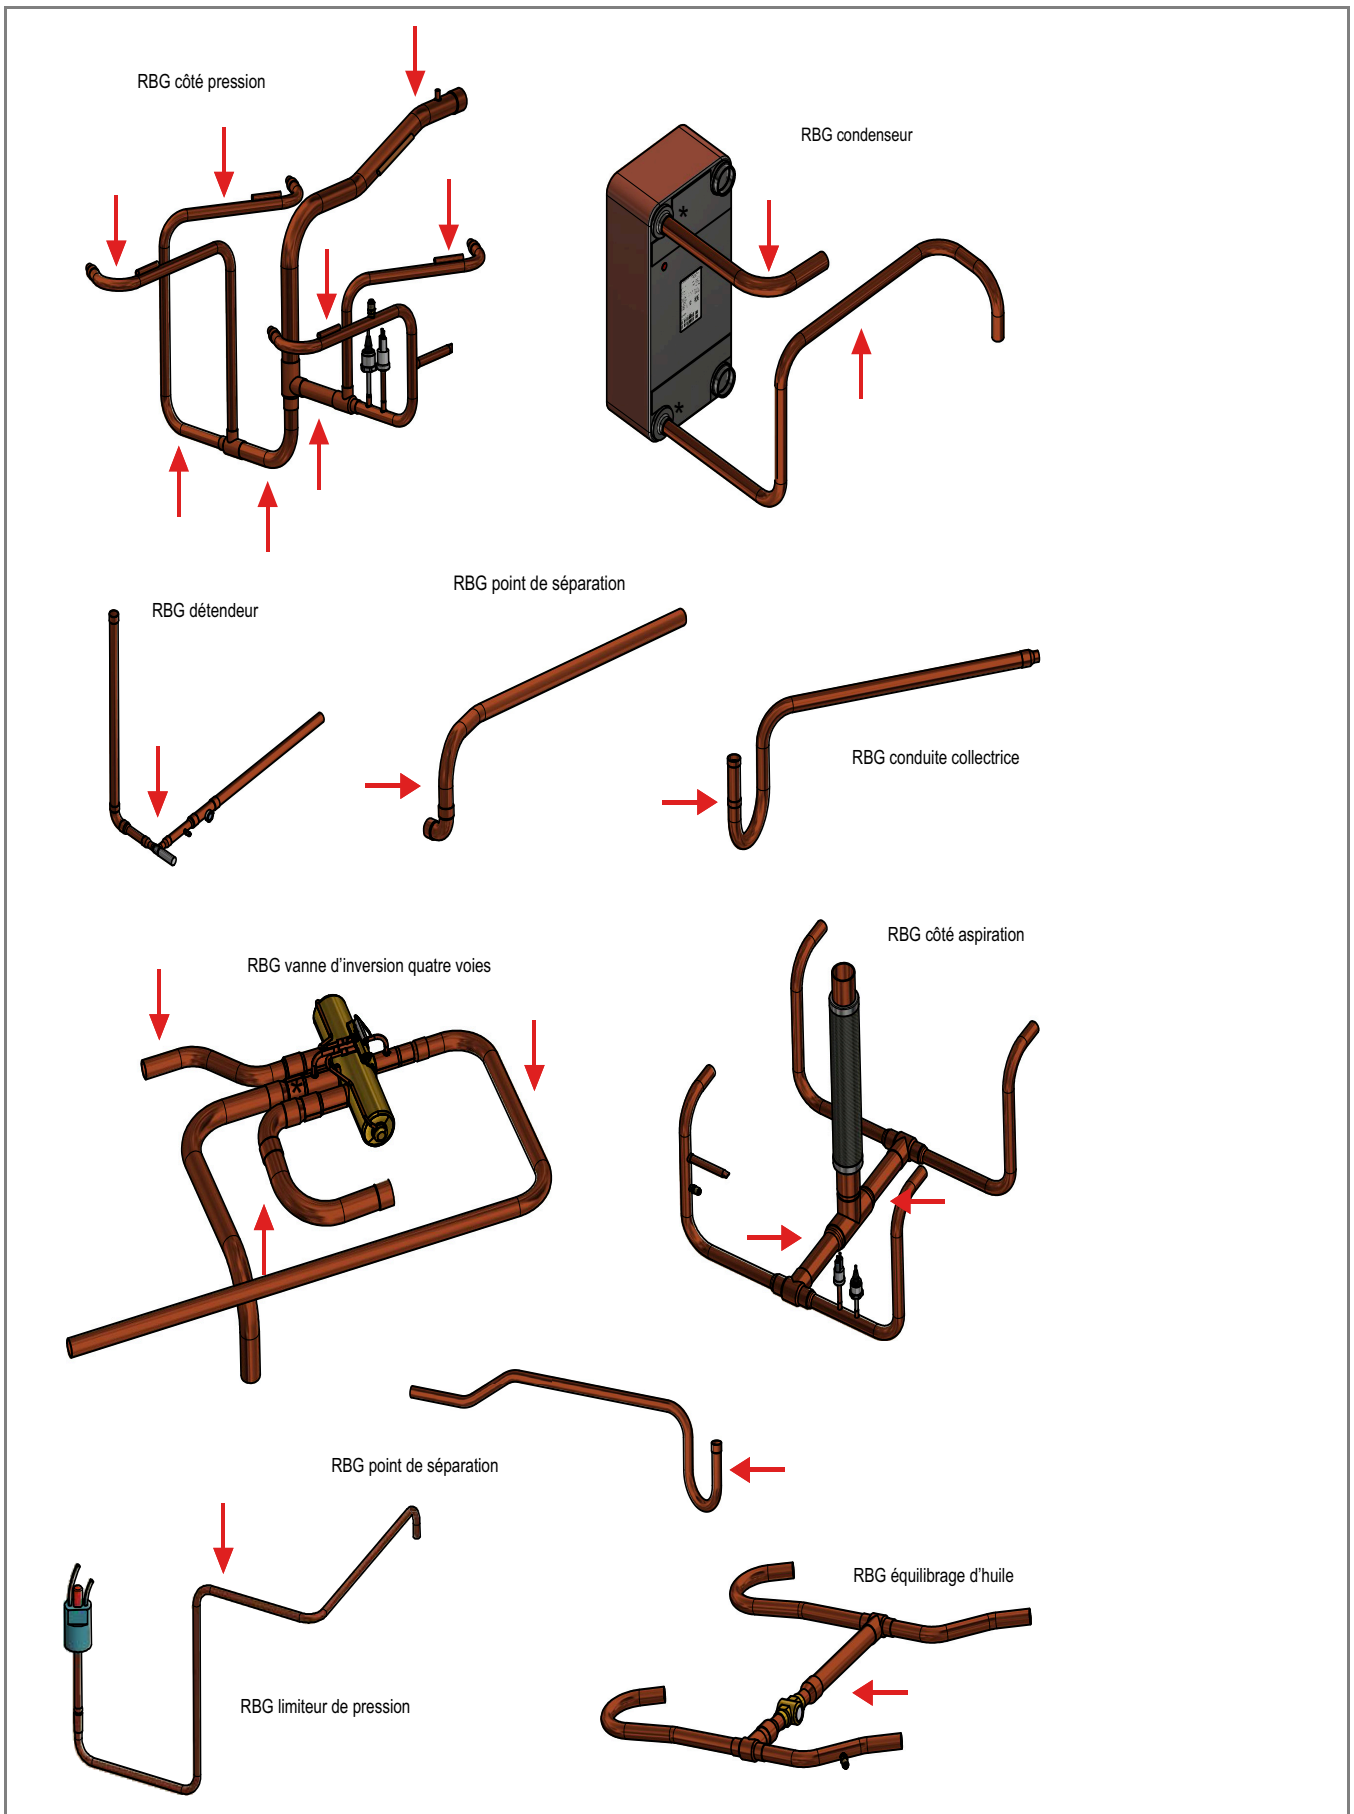 RBG côté pression
RBG condenseur
RBG point de séparation
RBG détendeur
RBG conduite collectrice
RBG côté aspiration
RBG vanne d'inversion quatre voies
*
*
*
RBG point de séparation
RBG équilibrage d'huile
RBG limiteur de pression